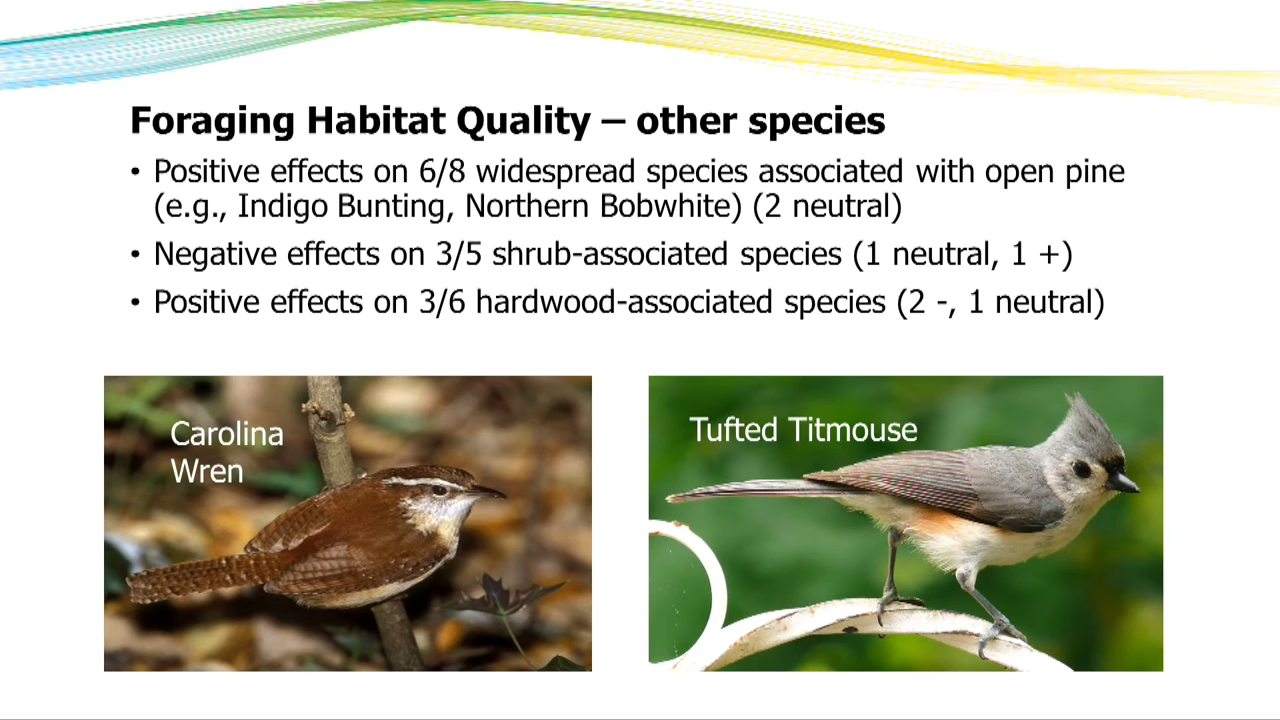 Foraging Habitat Quality – other species
• Positive effects on 6/8 widespread species associated with open pine
(e.g., Indigo Bunting, Northern Bobwhite) (2 neutral)
• Negative effects on 3/5 shrub-associated species (1 neutral, 1 +)
• Positive effects on 3/6 hardwood-associated species (2 -, 1 neutral)
Carolina
Wren
Tufted Titmouse